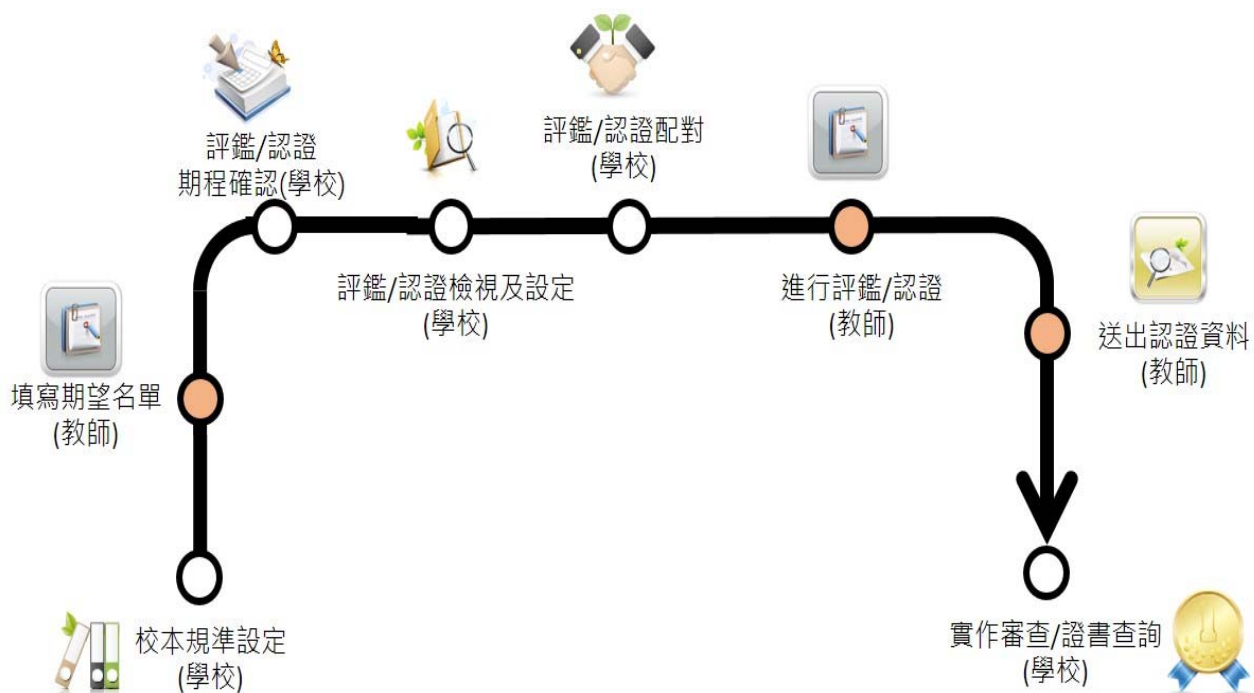 評鑑/認證
期程確認(學校)
評鑑/認證配對
(學校)
評鑑/認證檢視及設定
(學校)
進行評鑑/認證
(教師)
送出認證資料
(教師)
填寫期望名單
(教師)
校本規準設定
(學校)
實作審查/證書查詢
(學校)